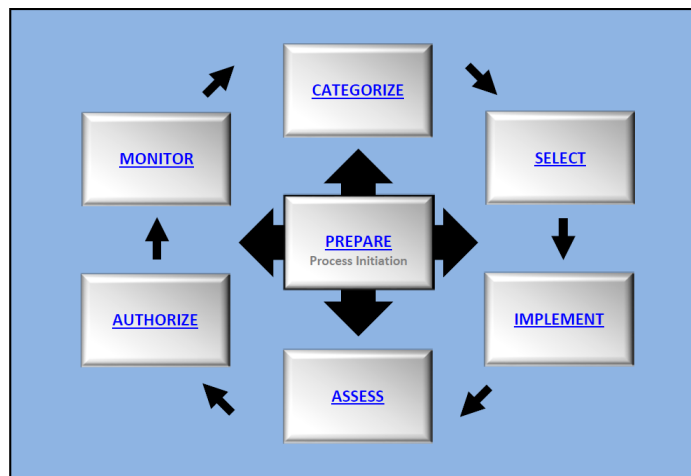 CATEGORIZE
MONITOR
SELECT
PREPARE
Process Initiation
AUTHORIZE
IMPLEMENT
ASSESS